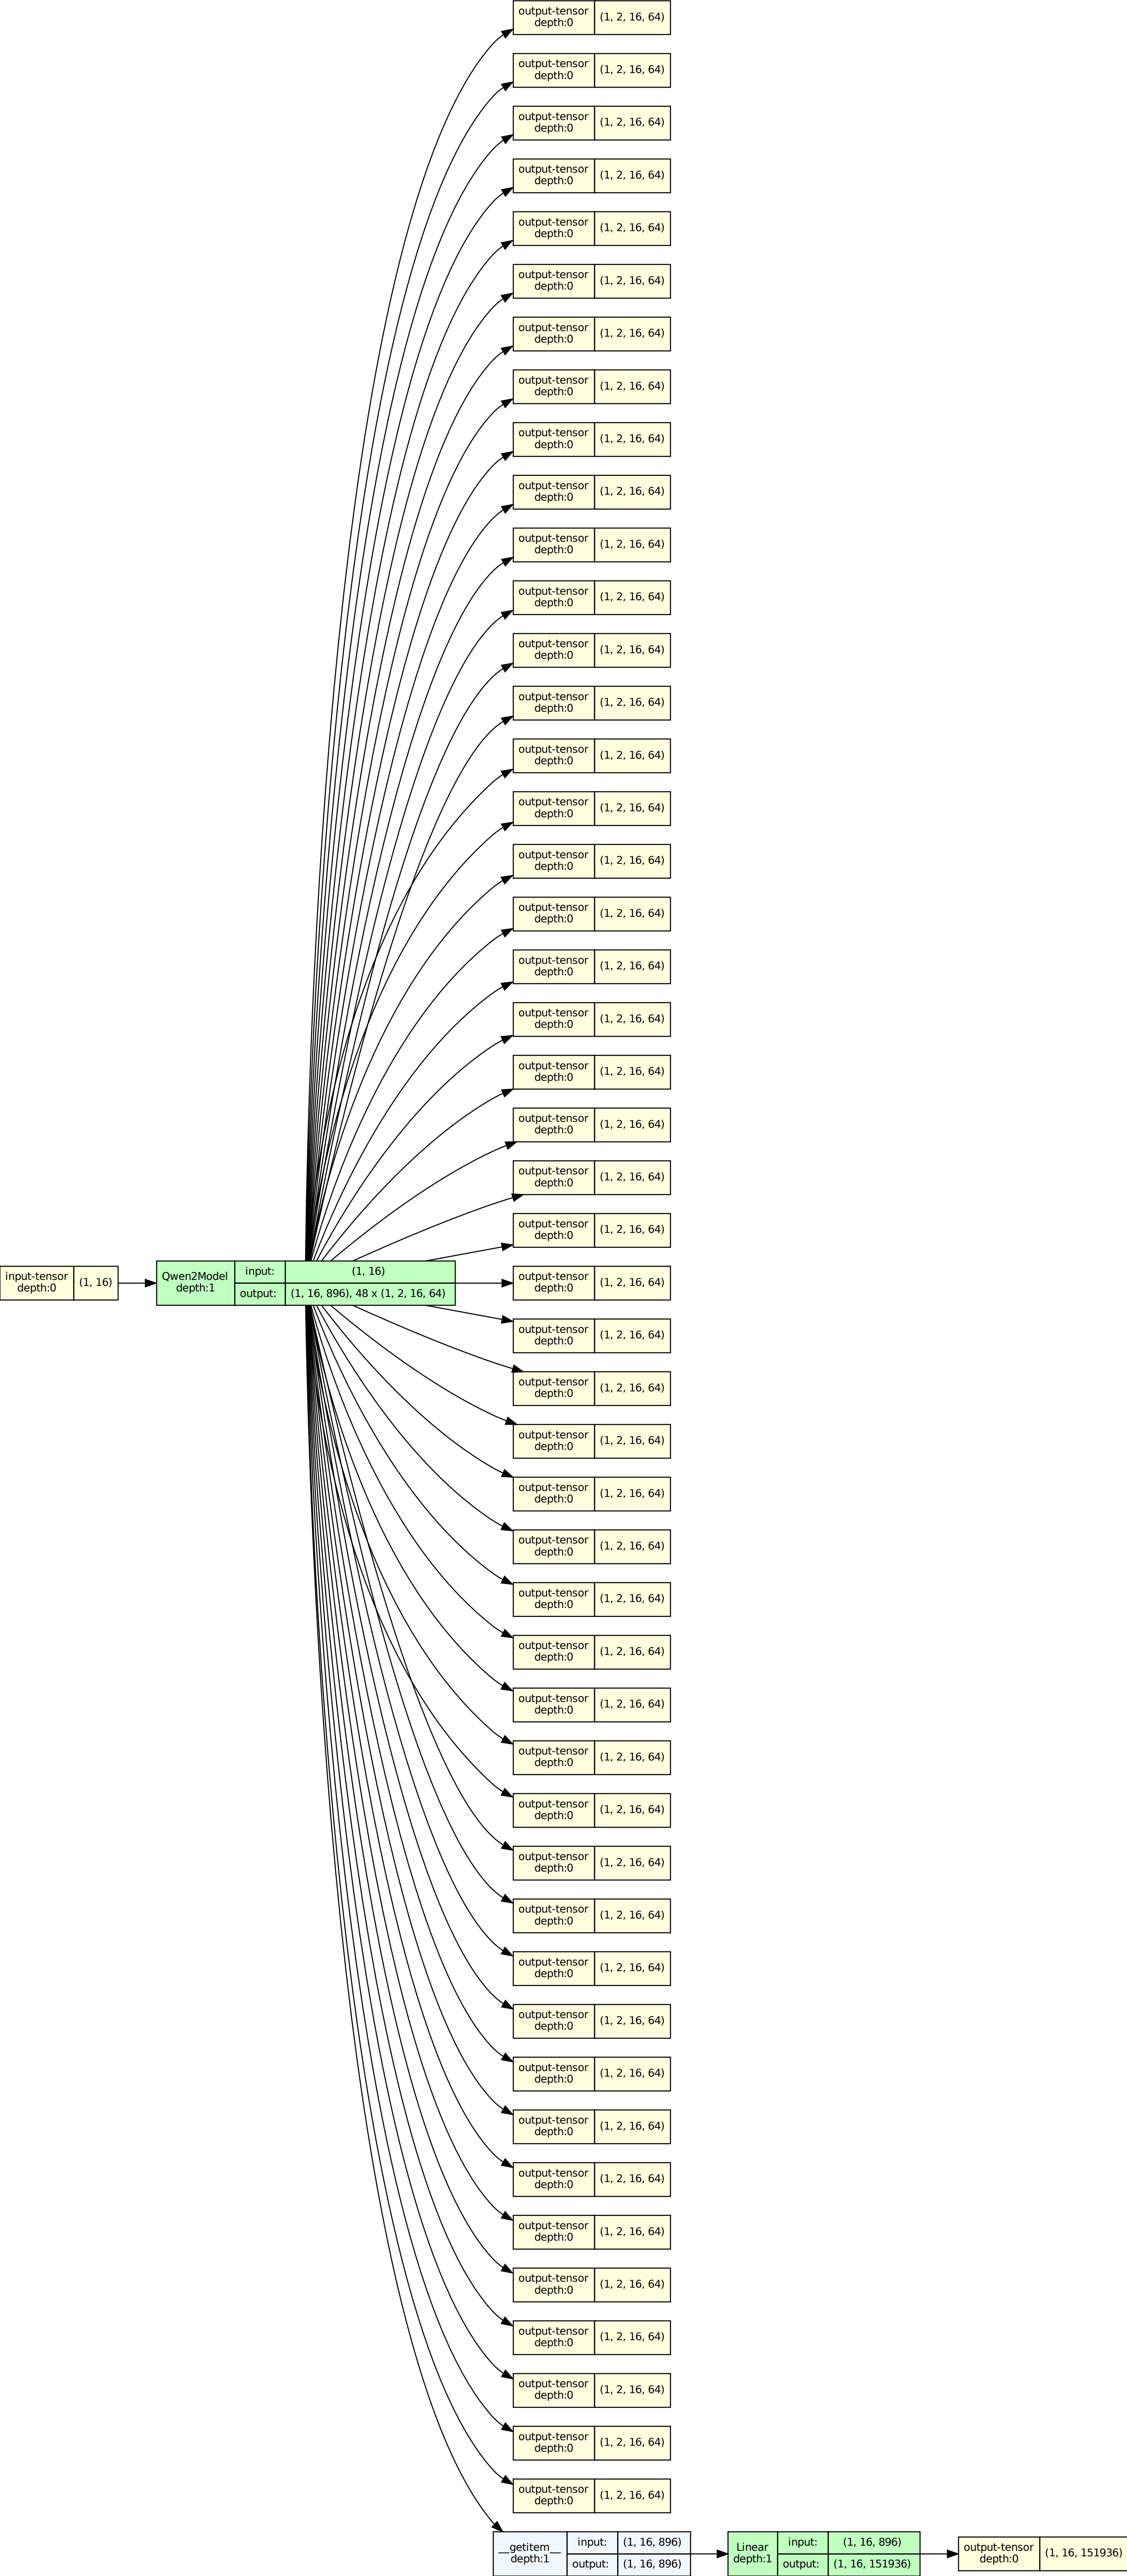 output-tensor
depth:0
(1, 2, 16, 64)
output-tensor
depth:0
(1, 2, 16, 64)
output-tensor
depth:0
(1, 2, 16, 64)
output-tensor
depth:0
(1, 2, 16, 64)
output-tensor
depth:0
(1, 2, 16, 64)
output-tensor
depth:0
(1, 2, 16, 64)
output-tensor
depth:0
(1, 2, 16, 64)
output-tensor
depth:0
(1, 2, 16, 64)
output-tensor
depth:0
(1, 2, 16, 64)
output-tensor
depth:0
(1, 2, 16, 64)
output-tensor
depth:0
(1, 2, 16, 64)
output-tensor
depth:0
(1, 2, 16, 64)
output-tensor
depth:0
(1, 2, 16, 64)
output-tensor
depth:0
(1, 2, 16, 64)
output-tensor
depth:0
(1, 2, 16, 64)
output-tensor
depth:0
(1, 2, 16, 64)
output-tensor
depth:0
(1, 2, 16, 64)
output-tensor
depth:0
(1, 2, 16, 64)
output-tensor
depth:0
(1, 2, 16, 64)
output-tensor
depth:0
(1, 2, 16, 64)
output-tensor
depth:0
(1, 2, 16, 64)
output-tensor
depth:0
(1, 2, 16, 64)
output-tensor
depth:0
(1, 2, 16, 64)
output-tensor
depth:0
(1, 2, 16, 64)
input-tensor
depth:0
(1, 16)
Qwen2Model
depth:1
input:
(1, 16)
output:
(1, 16, 896), 48 x (1, 2, 16, 64)
output-tensor
depth:0
(1, 2, 16, 64)
output-tensor
depth:0
(1, 2, 16, 64)
output-tensor
depth:0
(1, 2, 16, 64)
output-tensor
depth:0
(1, 2, 16, 64)
output-tensor
depth:0
(1, 2, 16, 64)
output-tensor
depth:0
(1, 2, 16, 64)
output-tensor
depth:0
(1, 2, 16, 64)
output-tensor
depth:0
(1, 2, 16, 64)
output-tensor
depth:0
(1, 2, 16, 64)
output-tensor
depth:0
(1, 2, 16, 64)
output-tensor
depth:0
(1, 2, 16, 64)
output-tensor
depth:0
(1, 2, 16, 64)
output-tensor
depth:0
(1, 2, 16, 64)
output-tensor
depth:0
(1, 2, 16, 64)
output-tensor
depth:0
(1, 2, 16, 64)
output-tensor
depth:0
(1, 2, 16, 64)
output-tensor
depth:0
(1, 2, 16, 64)
output-tensor
depth:0
(1, 2, 16, 64)
output-tensor
depth:0
(1, 2, 16, 64)
output-tensor
depth:0
(1, 2, 16, 64)
output-tensor
depth:0
(1, 2, 16, 64)
output-tensor
depth:0
(1, 2, 16, 64)
output-tensor
depth:0
(1, 2, 16, 64)
output-tensor
depth:0
(1, 2, 16, 64)
__getitem__
depth:1
input:
(1, 16, 896)
output:
(1, 16, 896)
Linear
depth:1
input:
(1, 16, 896)
output:
(1, 16, 151936)
output-tensor
depth:0
(1, 16, 151936)